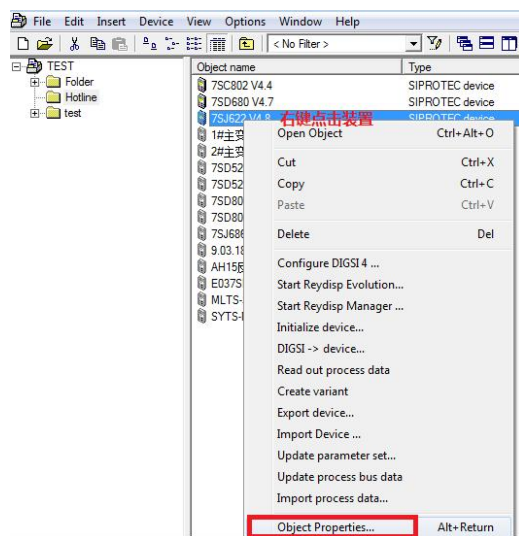 File Edit Insert Device View Options Window Help
< No Filter >
TEST
Folder
Hotline
test
Object name Type
7SC802 V4.4 SIPROTEC device
7SD680 V4.7 SIPROTEC device
7SJ622 V4.8 SIPROTEC device
右键点击装置
1#主变
2#主变
7SD52
7SD52
7SD80
7SD80
7SJ686
9.03.18
AH15
E037S
MLTS-
SYTS-
Open Object Ctrl+Alt+O
Cut Ctrl+X
Copy Ctrl+C
Paste Ctrl+V
Delete Del
Configure DIGSI 4 ...
Start Reydisp Evolution...
Start Reydisp Manager ...
Initialize device...
DIGSI -> device...
Read out process data
Create variant
Export device...
Import Device ...
Update parameter set...
Update process bus data
Import process data...
Object Properties... Alt+Return